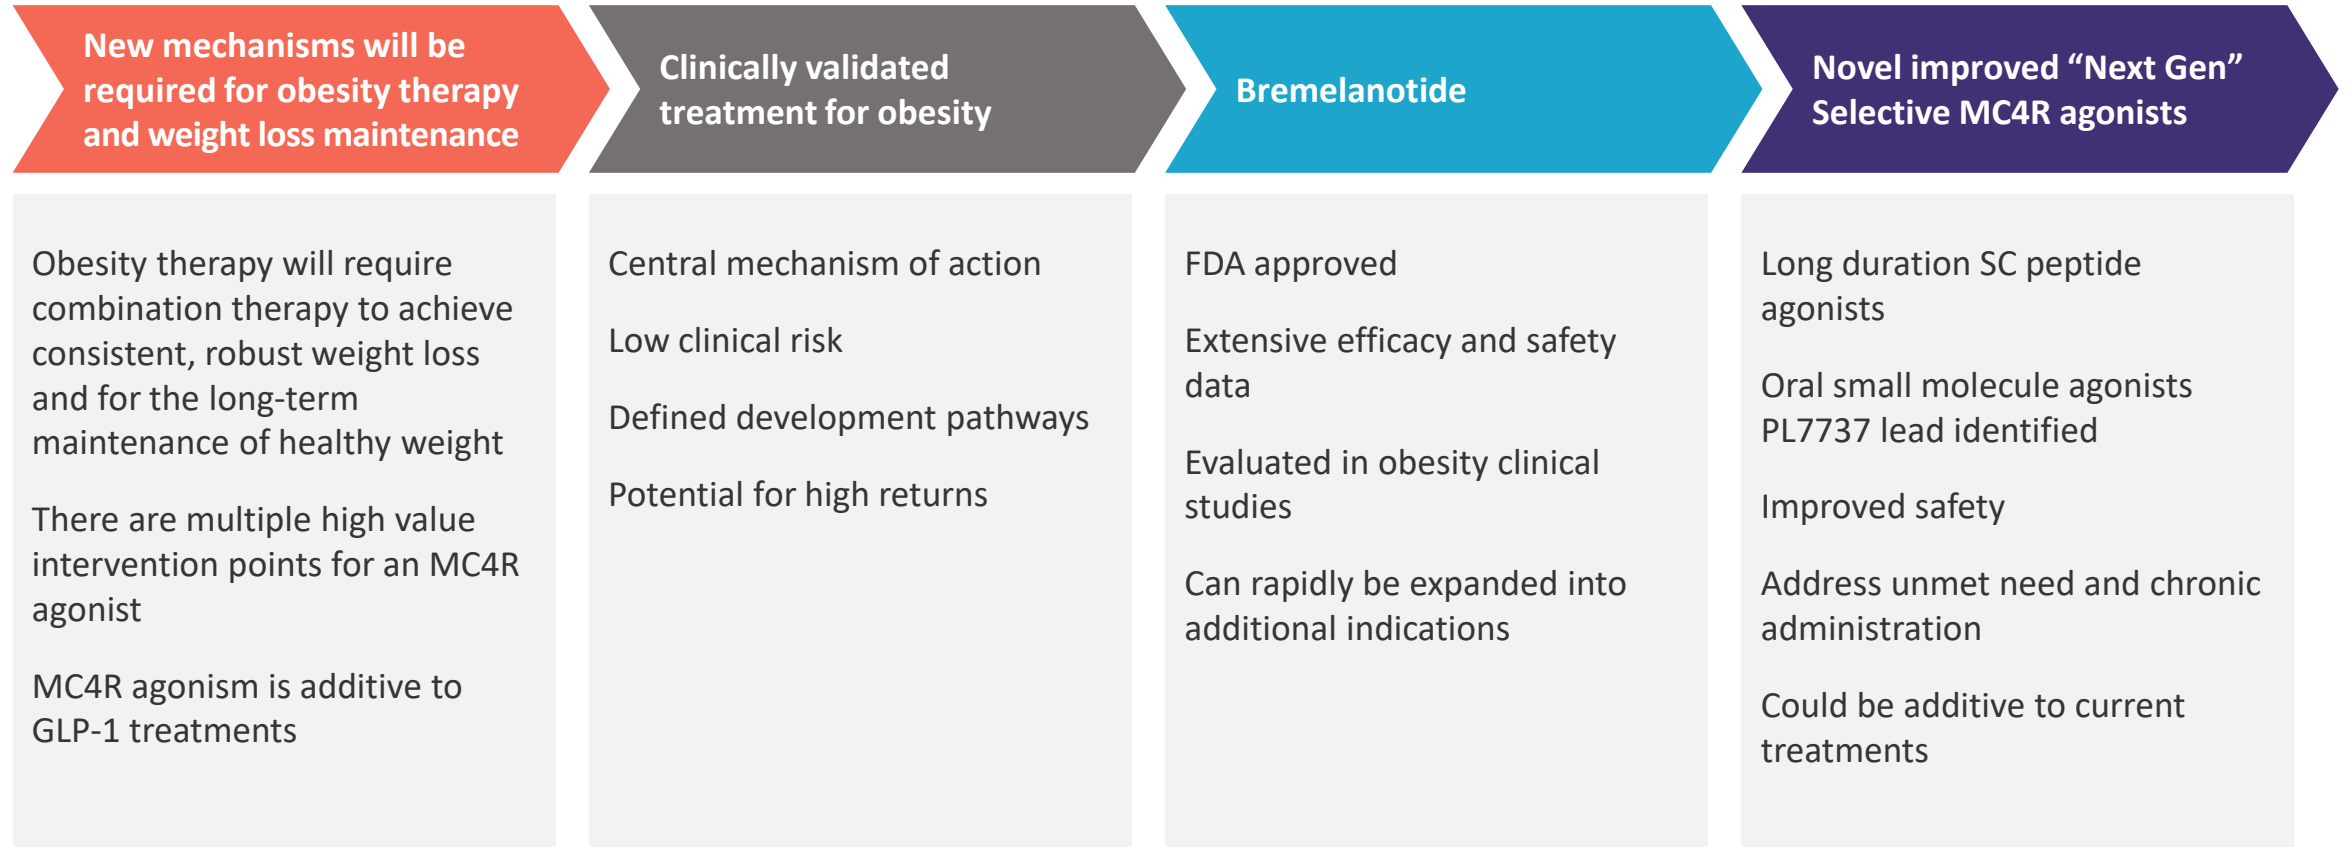 New mechanisms will be
required for obesity therapy
and weight loss maintenance
Obesity therapy will require
combination therapy to achieve
consistent, robust weight loss
and for the long-term
maintenance of healthy weight
There are multiple high value
intervention points for an MC4R
agonist
MC4R agonism is additive to
GLP-1 treatments
Clinically validated
treatment for obesity
Central mechanism of action
Low clinical risk
Defined development pathways
Potential for high returns
Bremelanotide
FDA approved
Extensive efficacy and safety
data
Evaluated in obesity clinical
studies
Can rapidly be expanded into
additional indications
Novel improved “Next Gen”
Selective MC4R agonists
Long duration SC peptide
agonists
Oral small molecule agonists
PL7737 lead identified
Improved safety
Address unmet need and chronic
administration
Could be additive to current
treatments